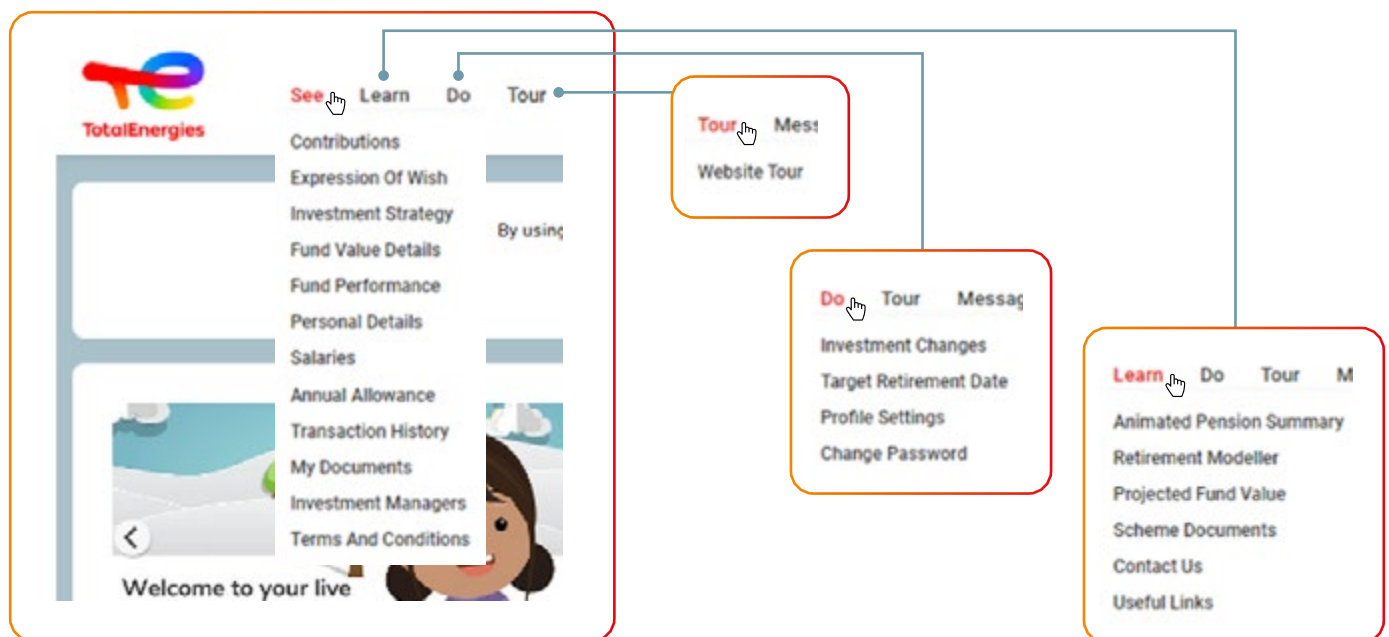 TotalEnergies
See Learn Do Tour
Contributions
Expression Of Wish
Investment Strategy
By using
Fund Value Details
Fund Performance
Personal Details
Salaries
Annual Allowance
Transaction History
My Documents
Investment Managers
Terms And Conditions
Welcome to your live
Tour Mess
Website Tour
Do Tour Messag
Investment Changes
Target Retirement Date
Profile Settings
Change Password
Learn Do Tour M
Animated Pension Summary
Retirement Modeller
Projected Fund Value
Scheme Documents
Contact Us
Useful Links